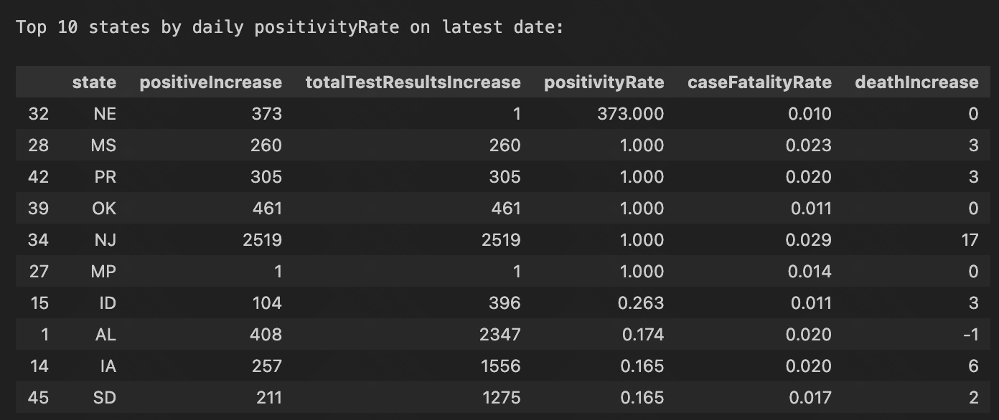 Top 10 states by daily positivityRate on latest date:
state positiveIncrease totalTestResultsIncrease positivityRate caseFatalityRate deathIncrease
32 NE 373 1 373.000 0.010 0
28 MS 260 260 1.000 0.023 3
42 PR 305 305 1.000 0.020 3
39 OK 461 461 1.000 0.011 0
34 NJ 2519 2519 1.000 0.029 17
27 MP 1 1 1.000 0.014 0
15 ID 104 396 0.263 0.011 3
1 AL 408 2347 0.174 0.020 -1
14 IA 257 1556 0.165 0.020 6
45 SD 211 1275 0.165 0.017 2